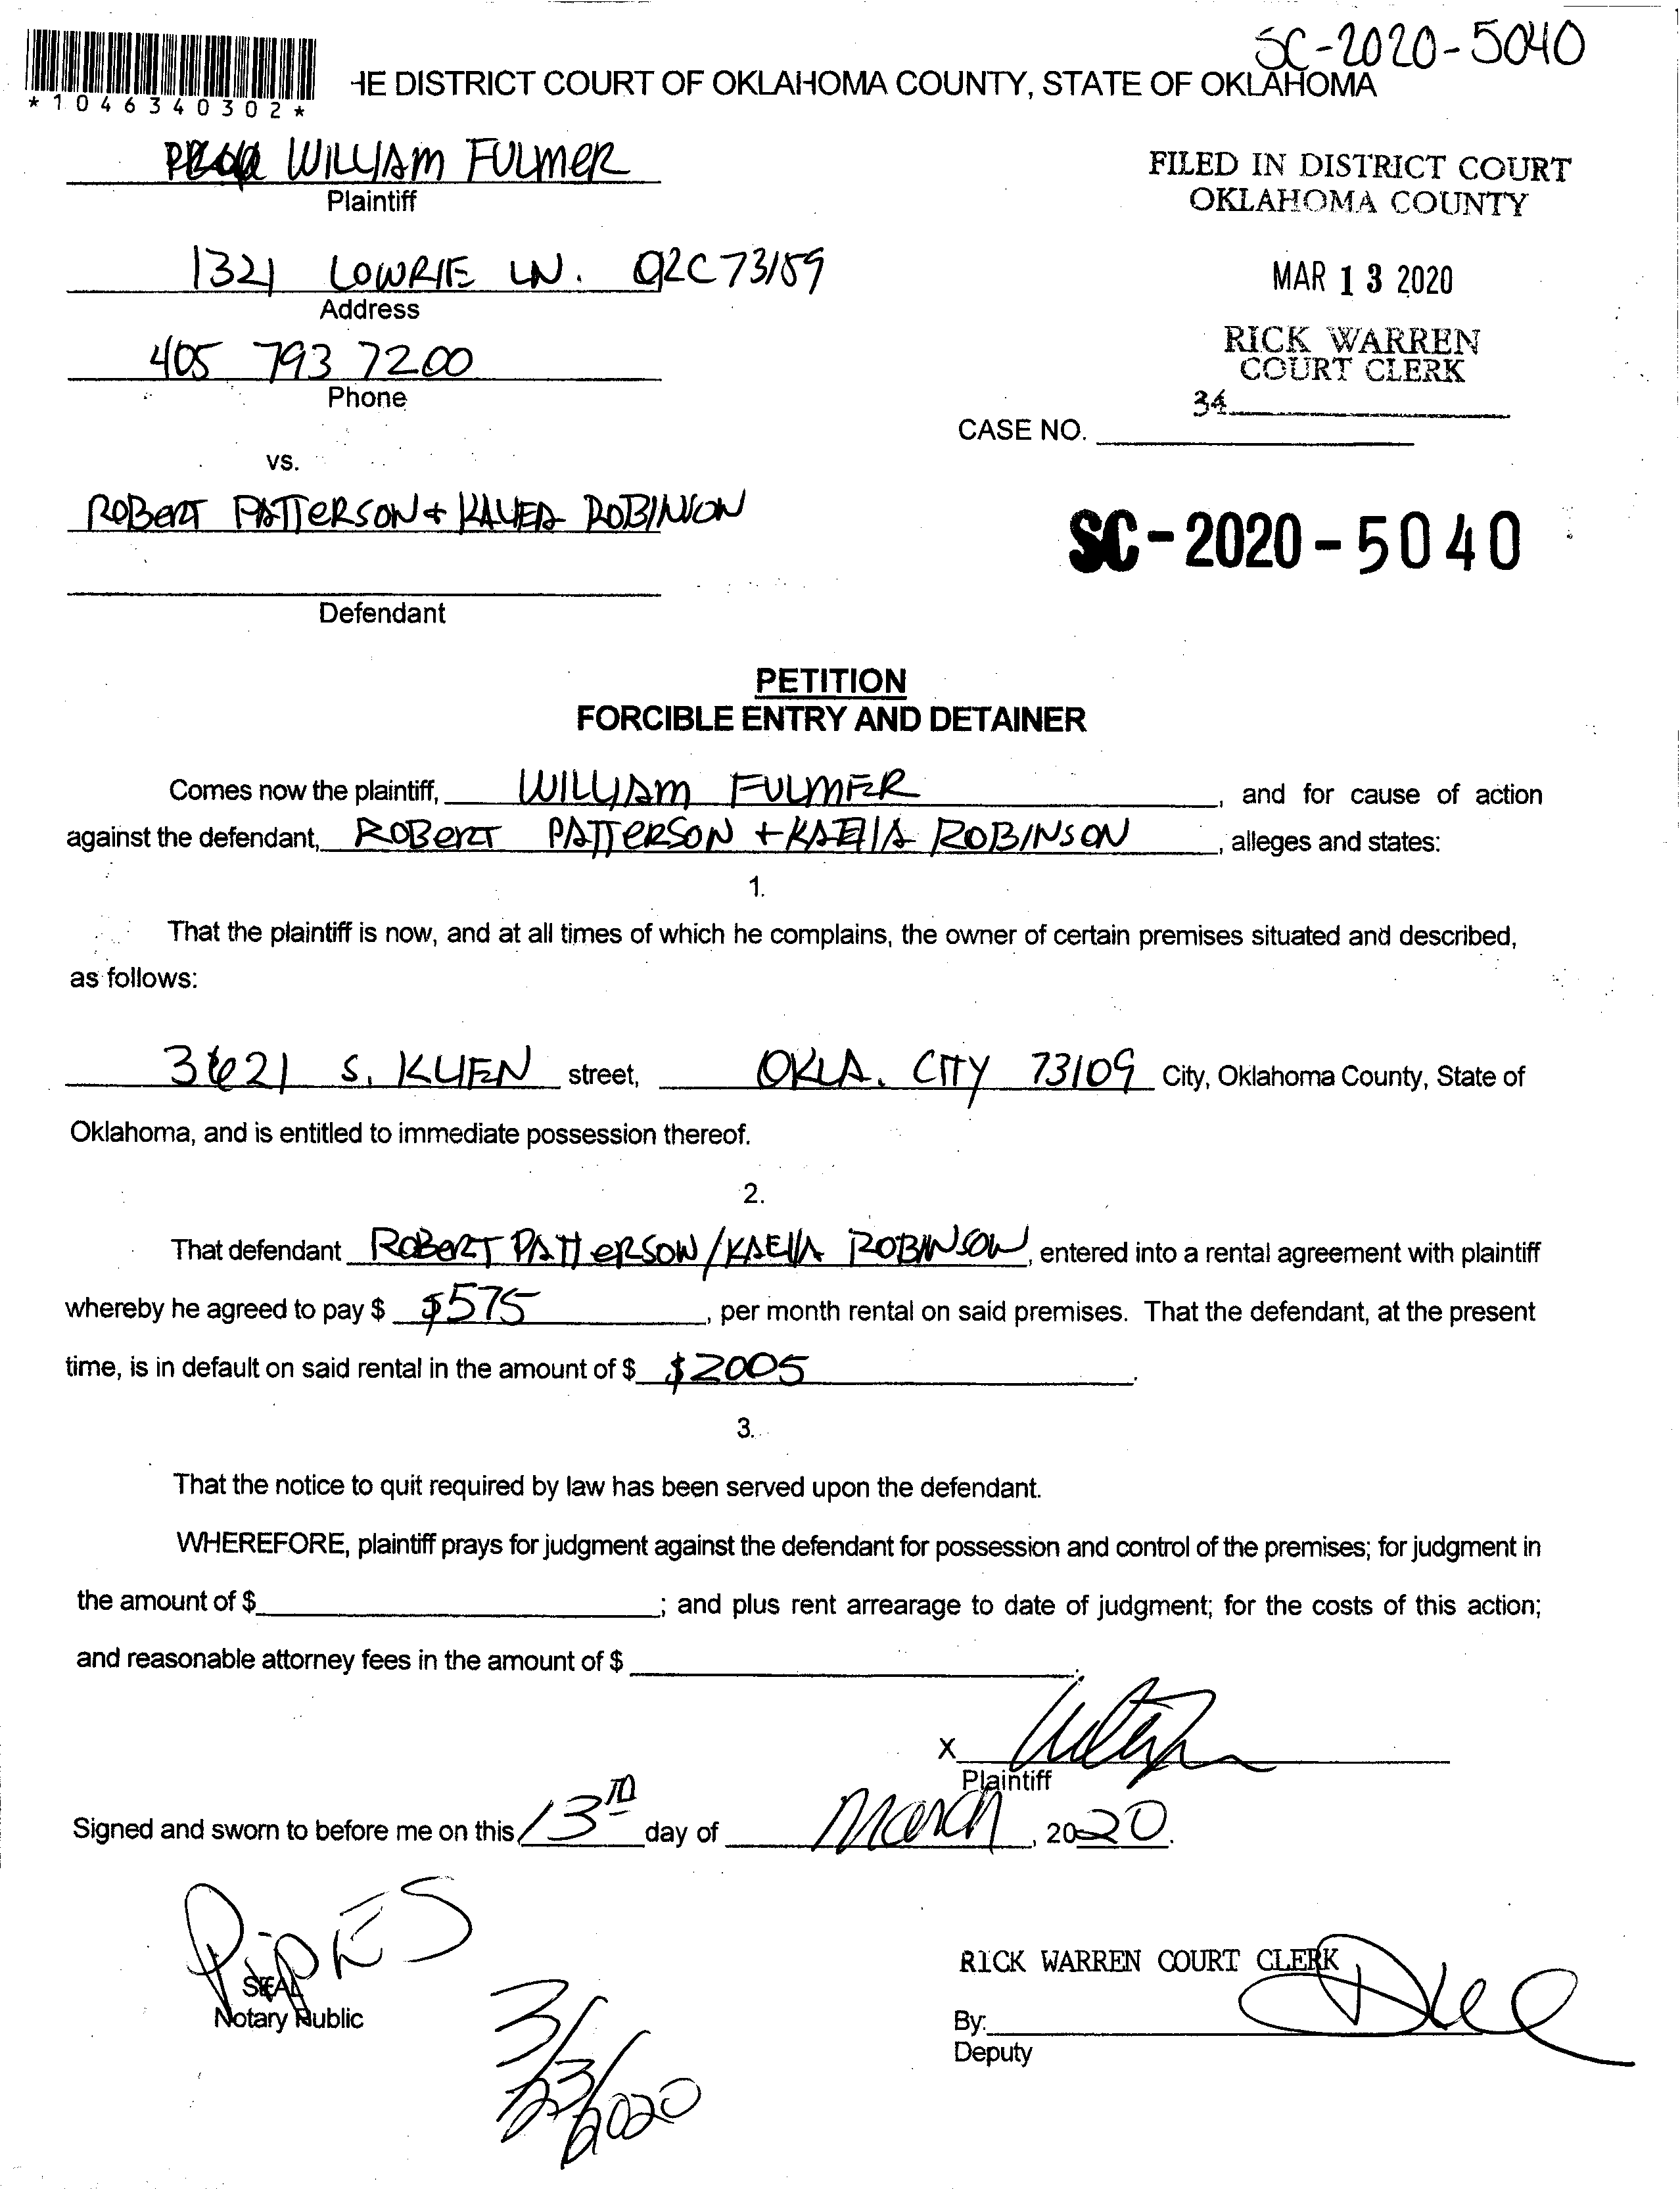 SC-2020-5040
*1046340302*
HE DISTRICT COURT OF OKLAHOMA COUNTY, STATE OF OKLAHOMA
WILLIAM FULMER
Plaintiff
FILED IN DISTRICT COURT
OKLAHOMA COUNTY
1321 LOWRIE LN. OKC 73159
Address
MAR 13 2020
405 793 7200
Phone
RICK WARREN
COURT CLERK
34
CASE NO.
vs.
ROBERT PATTERSON + KAYEA ROBINSON
SC-2020-5040
Defendant
PETITION
FORCIBLE ENTRY AND DETAINER
Comes now the plaintiff, WILLIAM FULMER, and for cause of action
against the defendant, ROBERT PATTERSON + KAEIIA ROBINSON, alleges and states:
1.
That the plaintiff is now, and at all times of which he complains, the owner of certain premises situated and described,
as follows:
3621 S. KLIEN street, OKLA. CITY 73109 City, Oklahoma County, State of
Oklahoma, and is entitled to immediate possession thereof.
2.
That defendant ROBERT PATTERSON / KAEIIA ROBINSON, entered into a rental agreement with plaintiff
whereby he agreed to pay $ $575, per month rental on said premises. That the defendant, at the present
time, is in default on said rental in the amount of $ $2005.
3.
That the notice to quit required by law has been served upon the defendant.
WHEREFORE, plaintiff prays for judgment against the defendant for possession and control of the premises; for judgment in
the amount of $; and plus rent arrearage to date of judgment; for the costs of this action;
and reasonable attorney fees in the amount of $.
X
Plaintiff
Signed and sworn to before me on this 13TH day of March, 2020.
PipKES
SEAL
Notary Public
3/23/2020
RICK WARREN COURT CLERK
By:
Deputy